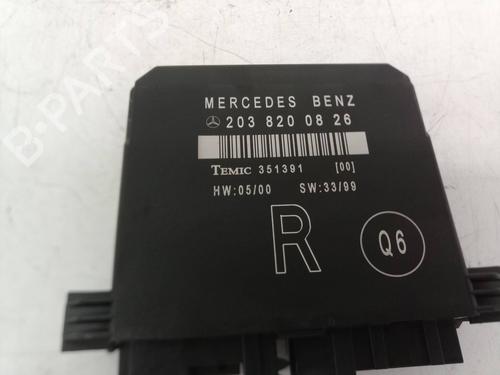 MERCEDES BENZ
203 820 08 26
TEMIC 351391 [00]
HW:05/00 SW:33/99
R
Q6
B-PARTS